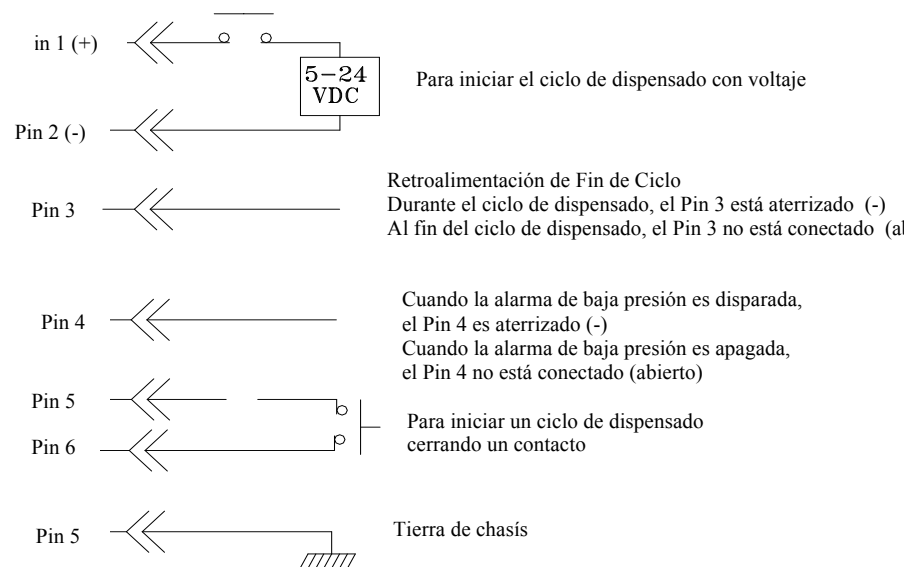 in 1 (+)
5-24
VDC
Para iniciar el ciclo de dispensado con voltaje
Pin 2 (-)
Retroalimentación de Fin de Ciclo
Pin 3
Durante el ciclo de dispensado, el Pin 3 está aterrizado (-)
Al fin del ciclo de dispensado, el Pin 3 no está conectado (al
Cuando la alarma de baja presión es disparada,
Pin 4
el Pin 4 es aterrizado (-)
Cuando la alarma de baja presión es apagada,
el Pin 4 no está conectado (abierto)
Pin 5
Para iniciar un ciclo de dispensado
Pin 6
cerrando un contacto
Pin 5
Tierra de chasís